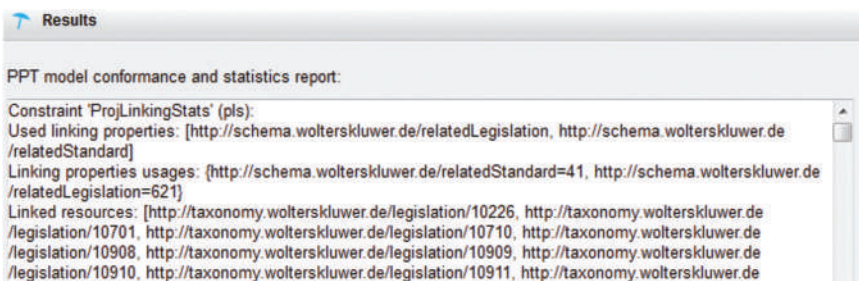 Results
PPT model conformance and statistics report:
Constraint 'ProjLinkingStats' (pls):
Used linking properties: [http://schema.wolterskluwer.de/relatedLegislation, http://schema.wolterskluwer.de
/relatedStandard]
Linking properties usages: {http://schema.wolterskluwer.de/relatedStandard=41, http://schema.wolterskluwer.de
/relatedLegislation=621}
Linked resources: [http://taxonomy.wolterskluwer.de/legislation/10226, http://taxonomy.wolterskluwer.de
/legislation/10701, http://taxonomy.wolterskluwer.de/legislation/10710, http://taxonomy.wolterskluwer.de
/legislation/10908, http://taxonomy.wolterskluwer.de/legislation/10909, http://taxonomy.wolterskluwer.de
/legislation/10910, http://taxonomy.wolterskluwer.de/legislation/10911, http://taxonomy.wolterskluwer.de